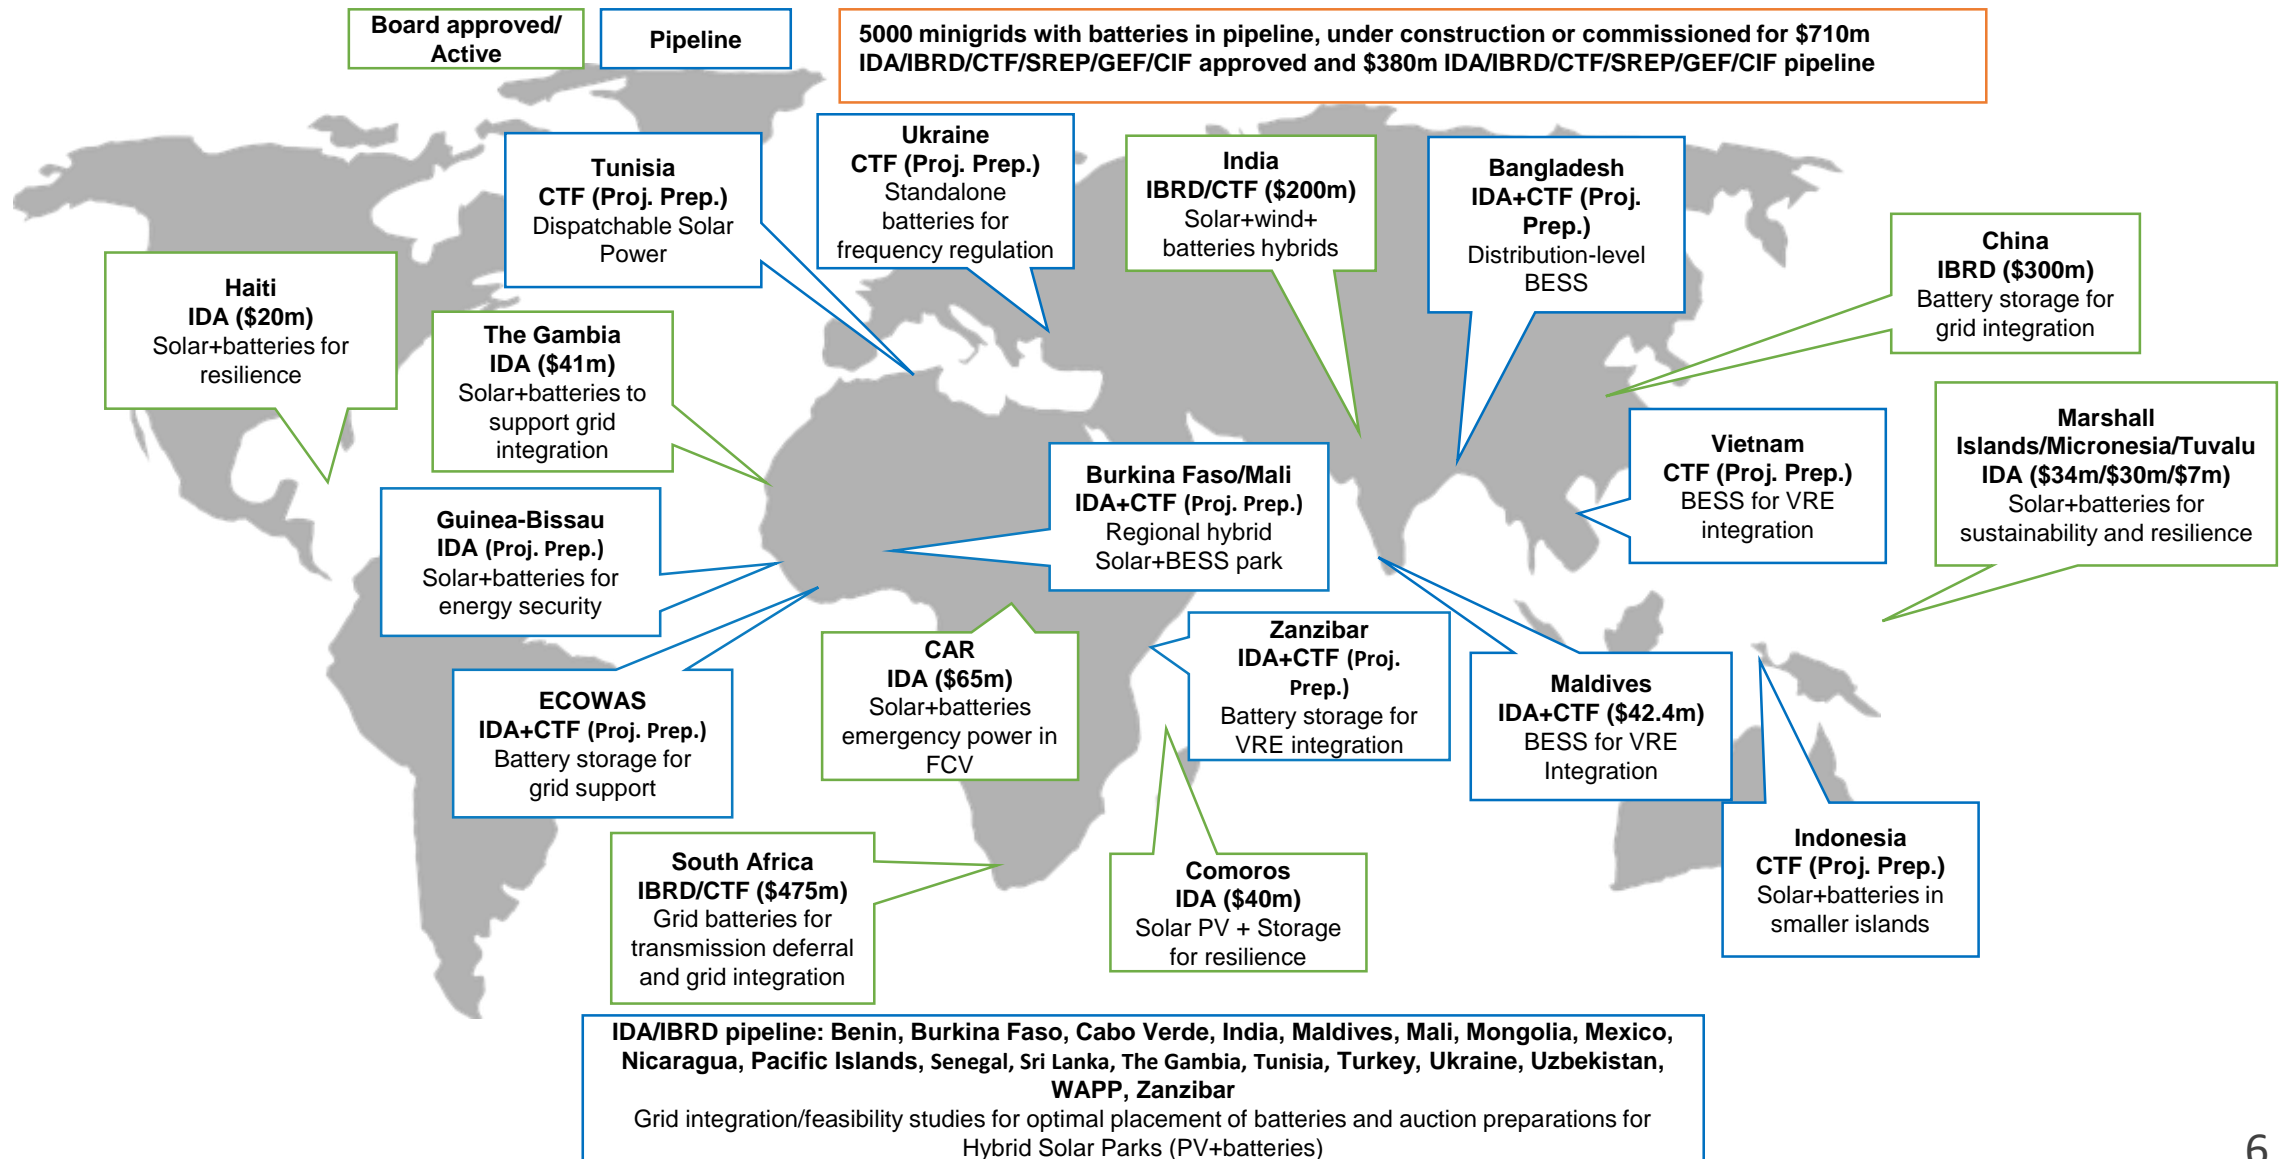 Board approved/
Active
Pipeline
5000 minigrids with batteries in pipeline, under construction or commissioned for $710m
IDA/IBRD/CTF/SREP/GEF/CIF approved and $380m IDA/IBRD/CTF/SREP/GEF/CIF pipeline
Tunisia
CTF (Proj. Prep.)
Dispatchable Solar
Power
Ukraine
CTF (Proj. Prep.)
Standalone
batteries for
frequency regulation
India
IBRD/CTF ($200m)
Solar+wind+
batteries hybrids
Bangladesh
IDA+CTF (Proj.
Prep.)
Distribution-level
BESS
China
IBRD ($300m)
Battery storage for
grid integration
Haiti
IDA ($20m)
Solar+batteries for
resilience
The Gambia
IDA ($41m)
Solar+batteries to
support grid
integration
Marshall
Islands/Micronesia/Tuvalu
IDA ($34m/$30m/$7m)
Solar+batteries for
sustainability and resilience
Vietnam
CTF (Proj. Prep.)
BESS for VRE
integration
Burkina Faso/Mali
IDA+CTF (Proj. Prep.)
Regional hybrid
Solar+BESS park
Guinea-Bissau
IDA (Proj. Prep.)
Solar+batteries for
energy security
Zanzibar
IDA+CTF (Proj.
Prep.)
Battery storage for
VRE integration
CAR
IDA ($65m)
Solar+batteries
emergency power in
FCV
Maldives
IDA+CTF ($42.4m)
BESS for VRE
Integration
ECOWAS
IDA+CTF (Proj. Prep.)
Battery storage for
grid support
Indonesia
CTF (Proj. Prep.)
Solar+batteries in
smaller islands
South Africa
IBRD/CTF ($475m)
Grid batteries for
transmission deferral
and grid integration
Comoros
IDA ($40m)
Solar PV + Storage
for resilience
IDA/IBRD pipeline: Benin, Burkina Faso, Cabo Verde, India, Maldives, Mali, Mongolia, Mexico,
Nicaragua, Pacific Islands, Senegal, Sri Lanka, The Gambia, Tunisia, Turkey, Ukraine, Uzbekistan,
WAPP, Zanzibar
Grid integration/feasibility studies for optimal placement of batteries and auction preparations for
Hybrid Solar Parks (PV+batteries)
6